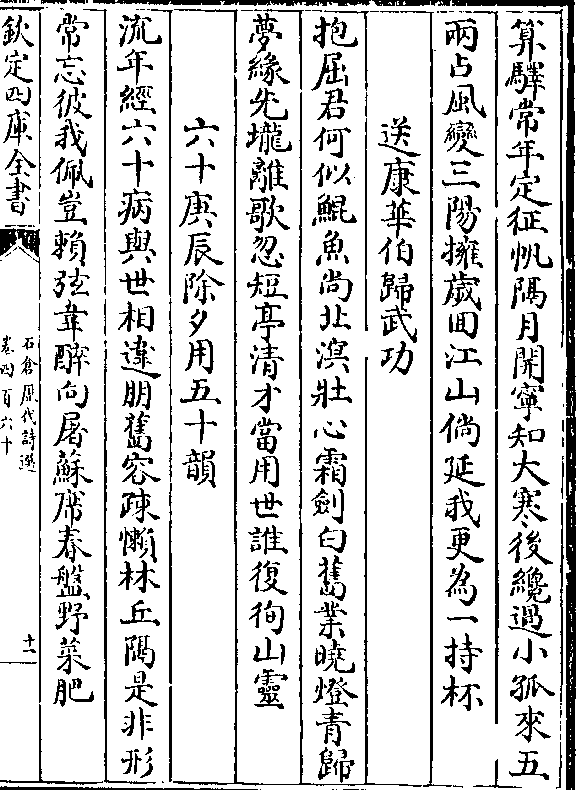 算驛常年定征帆隔月開寧知大寒後纔過小孤來五
兩占風變三陽擁歲回江山倘延我更為一持杯
送康華伯歸武功
抱屈君何似鯤魚尚北溟壯心霜劍白舊業曉燈青歸
夢緣先壠離歌忽短亭清才當用世誰復徇山靈
六十庚辰除夕用五十韻
流年經六十病與世相違朋舊容疎懶林丘隔是非形
常忘彼我佩豈賴弦韋醉向屠蘇席春盤野菜肥
欽定四庫全書
石倉歷代詩選
卷四百六十
十一